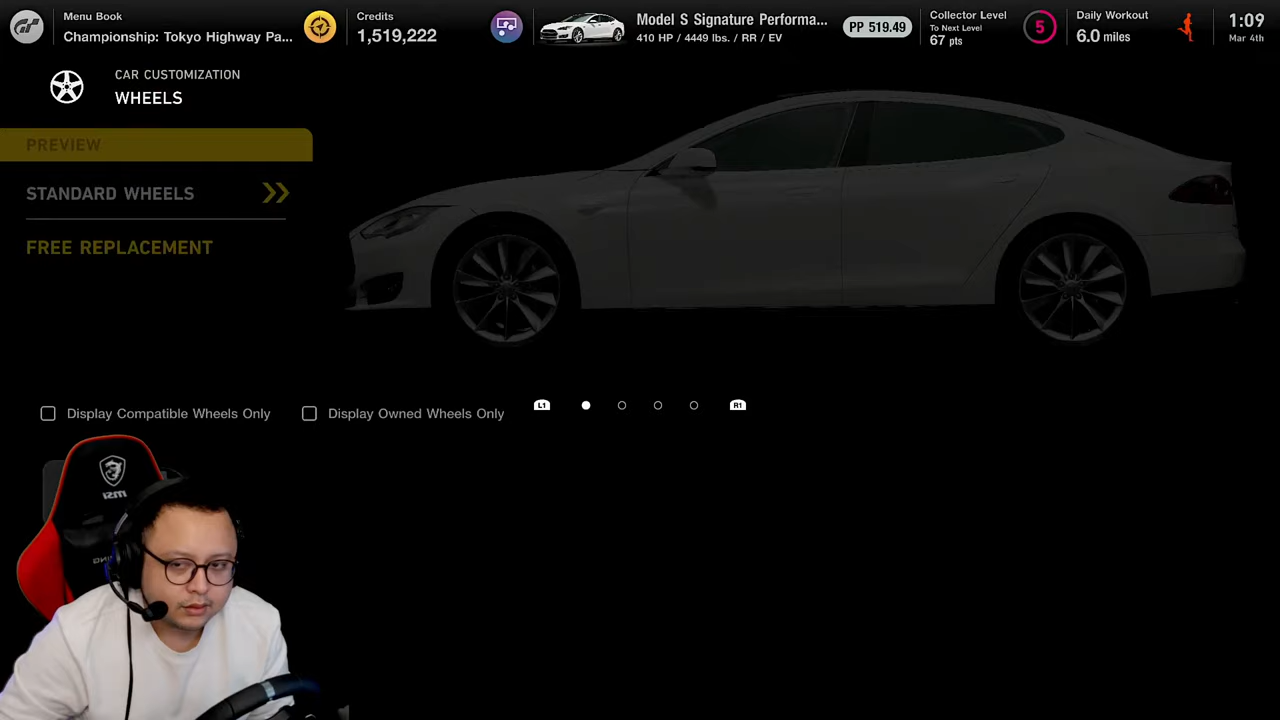 Menu Book
Championship: Tokyo Highway Pa...
Credits
1,519,222
Model S Signature Performa...
410 HP / 4449 lbs. / RR / EV
PP 519.49
Collector Level
To Next Level
67 pts
5
Daily Workout
6.0 miles
1:09
Mar 4th
CAR CUSTOMIZATION
WHEELS
PREVIEW
STANDARD WHEELS
FREE REPLACEMENT
Display Compatible Wheels Only
Display Owned Wheels Only
L1
R1